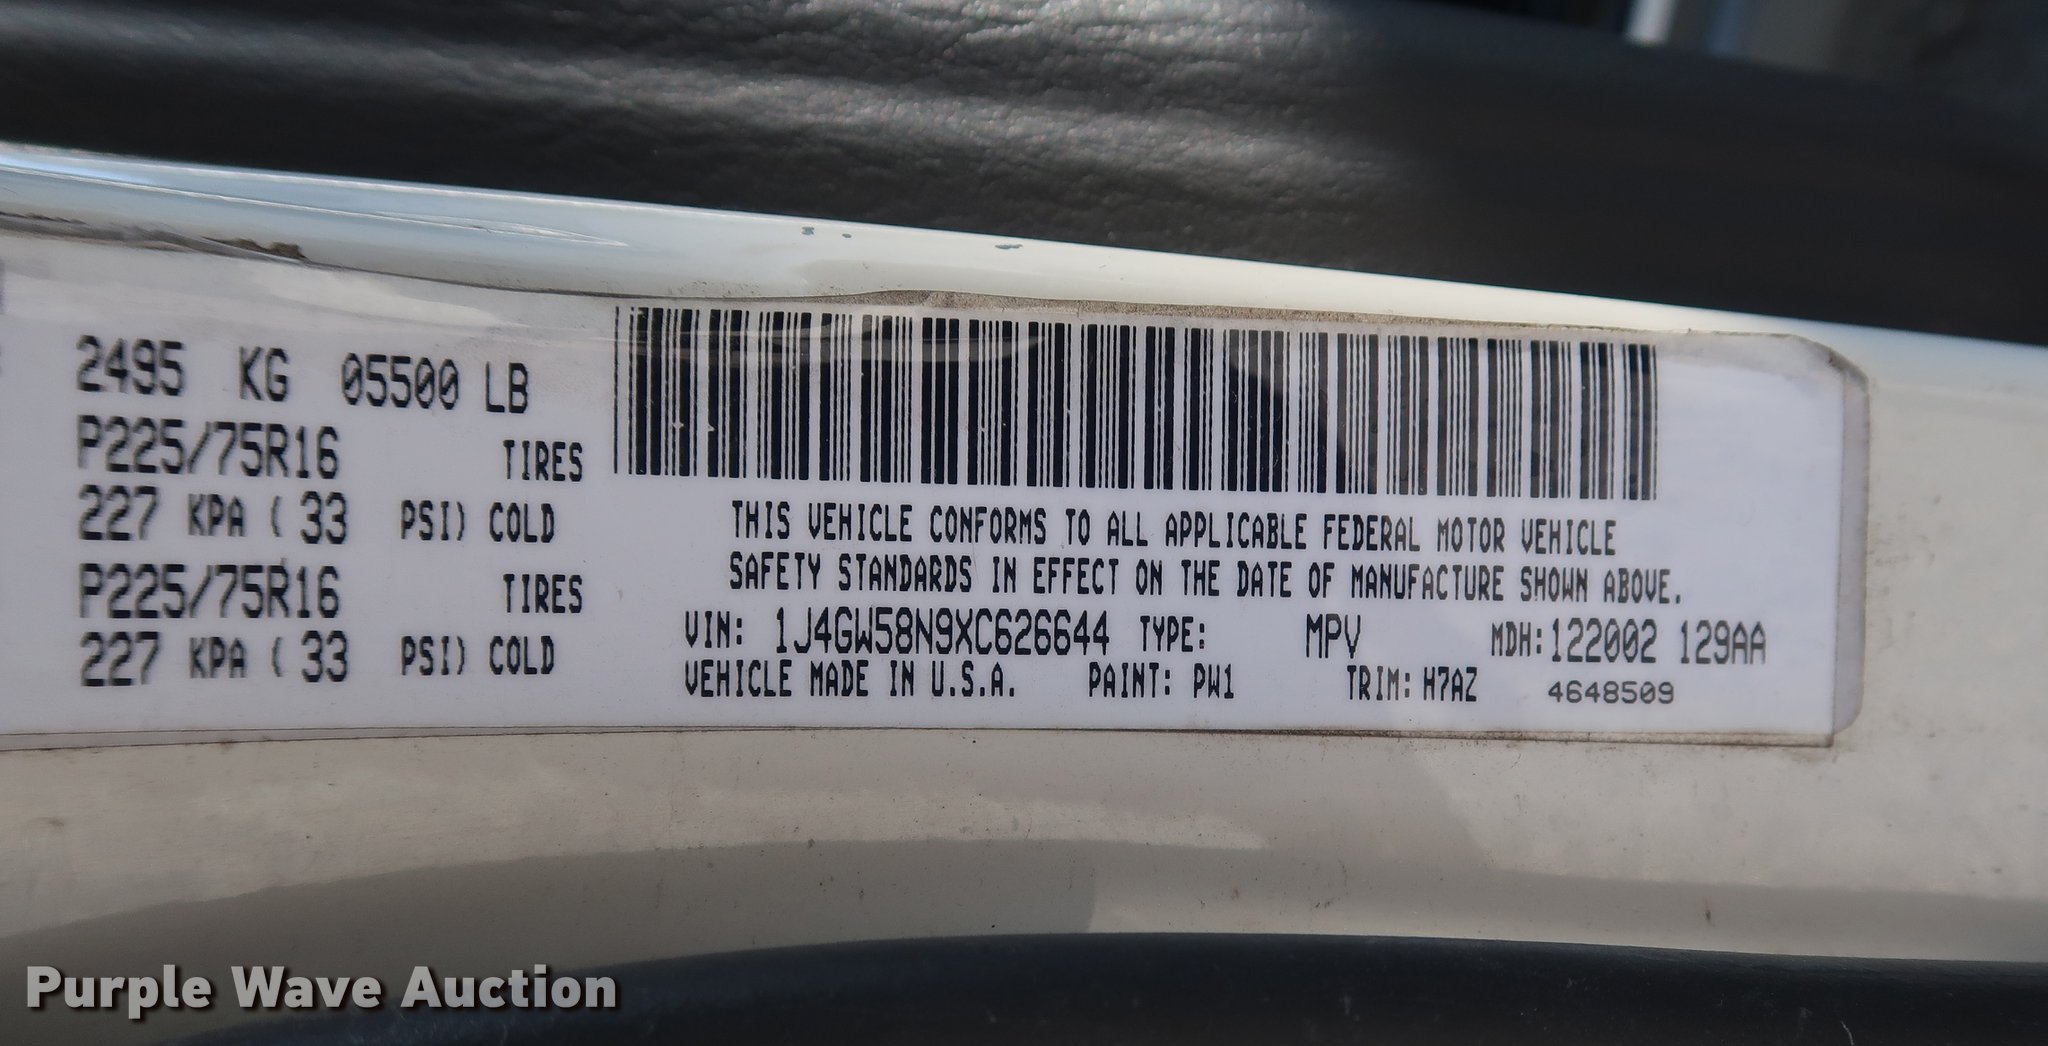 2495 KG 05500 LB
P225/75R16 TIRES
227 KPA ( 33 PSI) COLD
P225/75R16 TIRES
227 KPA ( 33 PSI) COLD
THIS VEHICLE CONFORMS TO ALL APPLICABLE FEDERAL MOTOR VEHICLE
SAFETY STANDARDS IN EFFECT ON THE DATE OF MANUFACTURE SHOWN ABOVE.
VIN: 1J4GW58N9XC626644 TYPE: MPV MDH:122002 129AA
VEHICLE MADE IN U.S.A. PAINT: PW1 TRIM: H7AZ 4648509
Purple Wave Auction